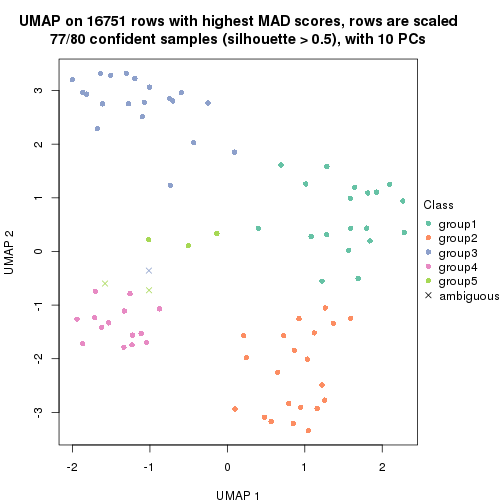 UMAP on 16751 rows with highest MAD scores, rows are scaled
77/80 confident samples (silhouette > 0.5), with 10 PCs
3
2
1
0
-1
-2
-3
UMAP 2
-2
-1
0
1
2
UMAP 1
Class
group1
group2
group3
group4
group5
ambiguous